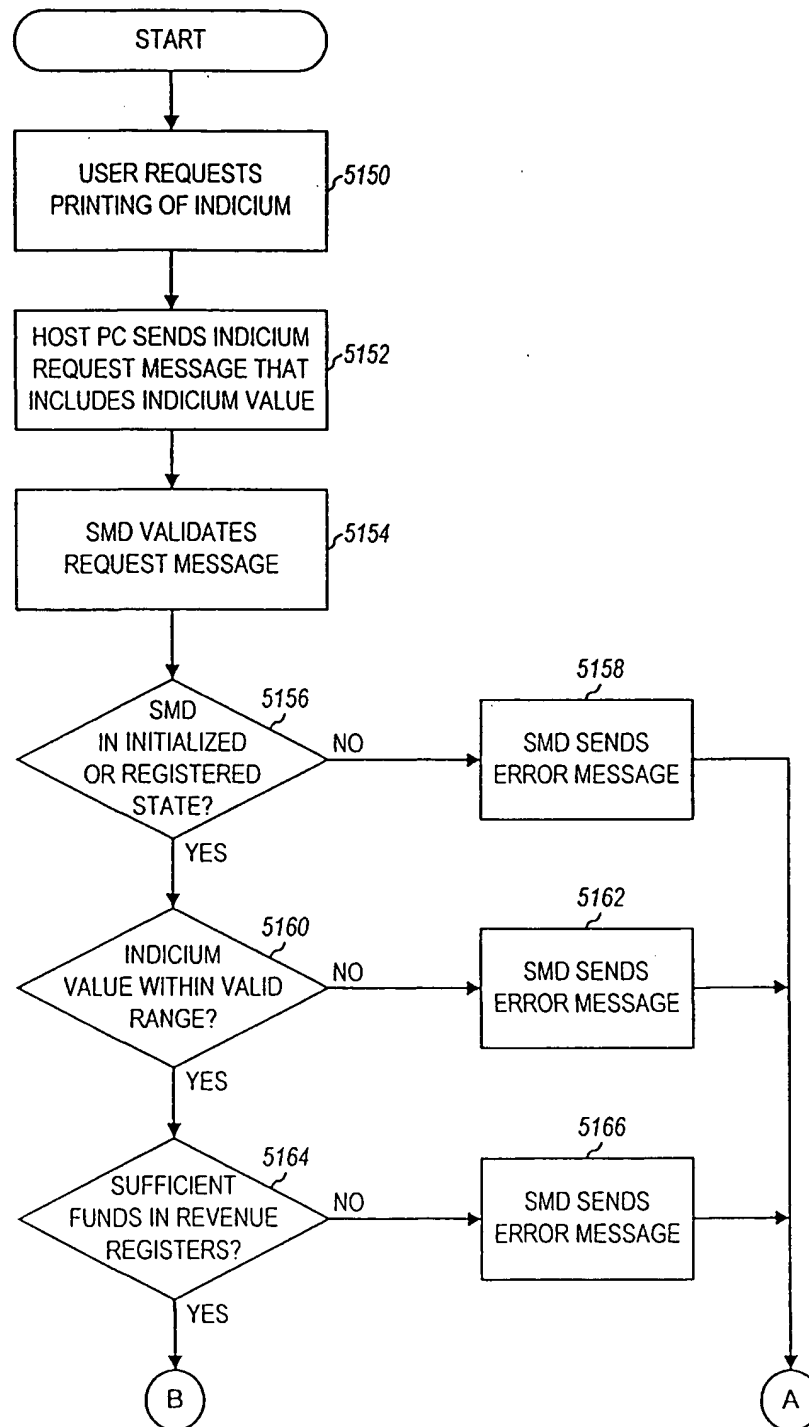 START
USER REQUESTS
PRINTING OF INDICIUM
5150
HOST PC SENDS INDICIUM
REQUEST MESSAGE THAT
INCLUDES INDICIUM VALUE
5152
SMD VALIDATES
REQUEST MESSAGE
5154
SMD
IN INITIALIZED
OR REGISTERED
STATE?
5156
NO
YES
5158
SMD SENDS
ERROR MESSAGE
INDICIUM
VALUE WITHIN VALID
RANGE?
5160
NO
YES
5162
SMD SENDS
ERROR MESSAGE
SUFFICIENT
FUNDS IN REVENUE
REGISTERS?
5164
NO
YES
5166
SMD SENDS
ERROR MESSAGE
B
A